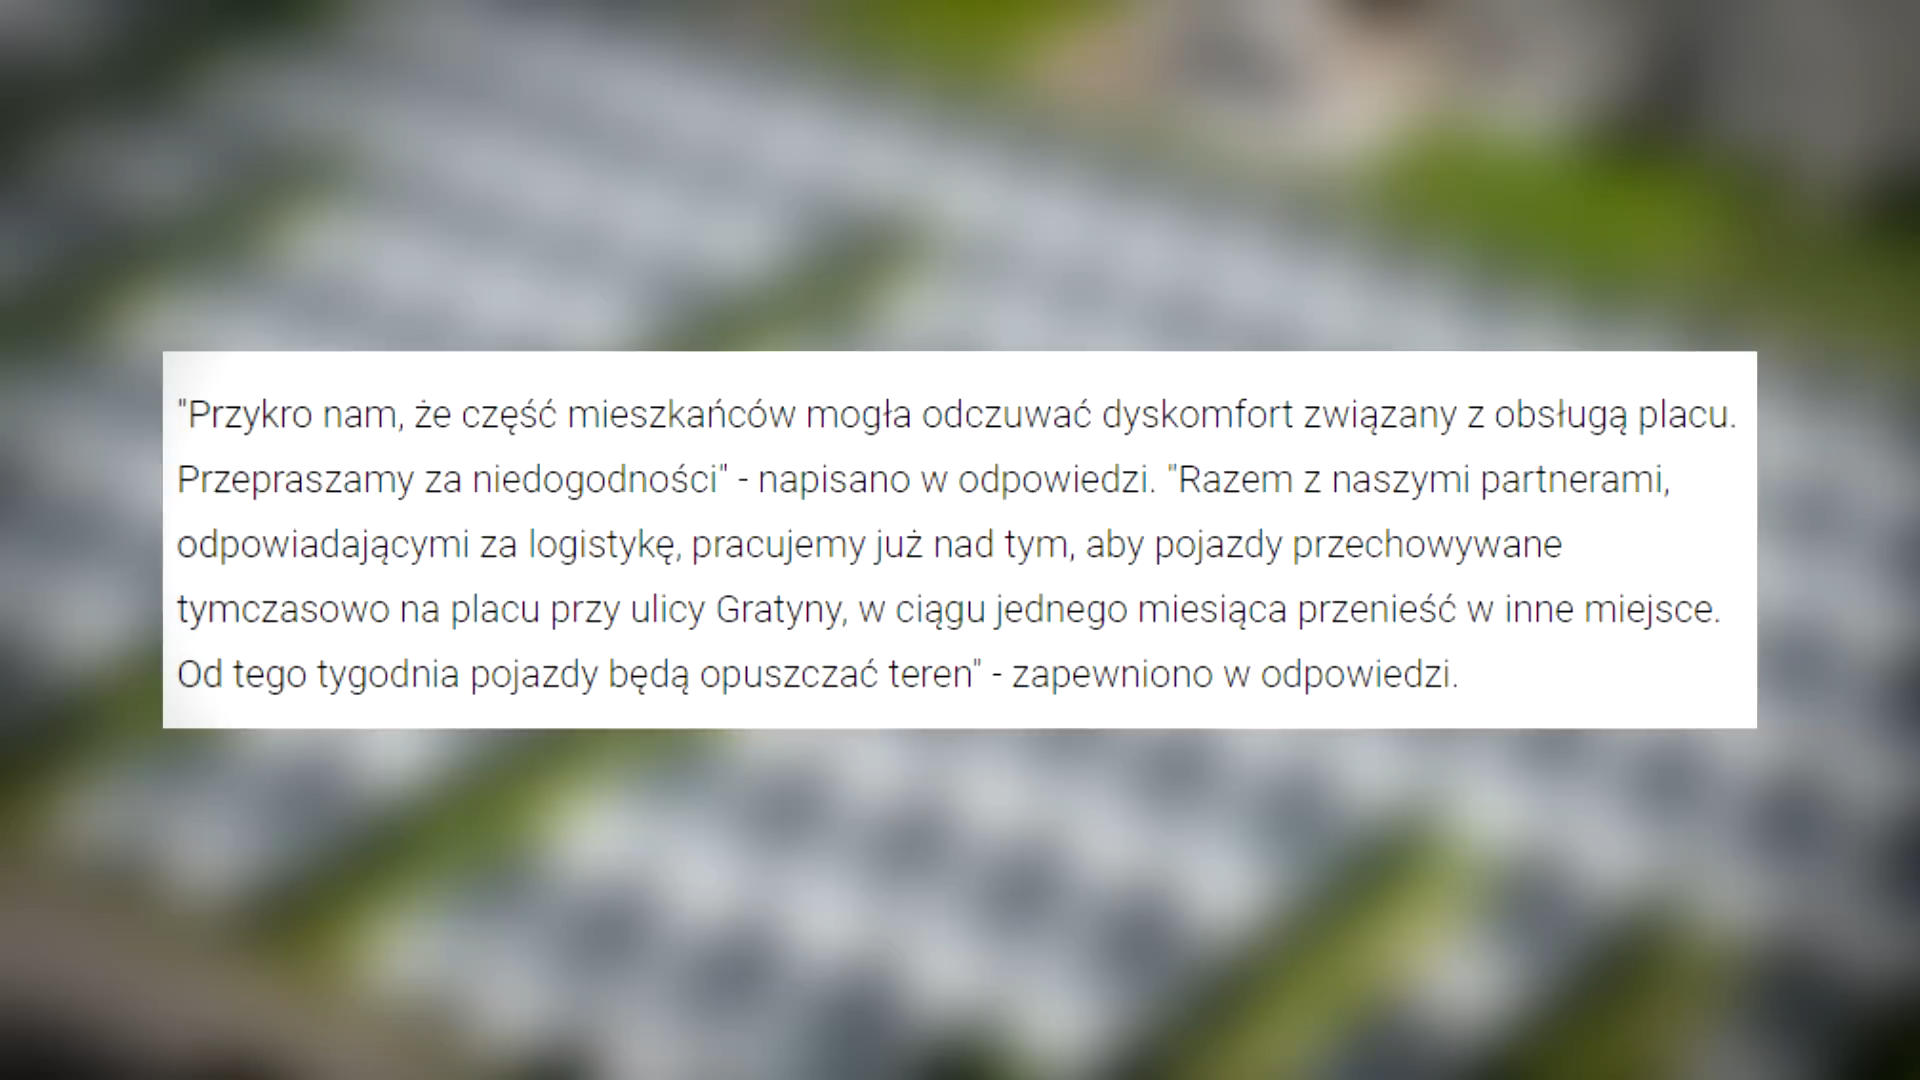 "Przykro nam, że część mieszkańców mogła odczuwać dyskomfort związany z obsługą placu.
Przepraszamy za niedogodności" - napisano w odpowiedzi. "Razem z naszymi partnerami,
odpowiadającymi za logistykę, pracujemy już nad tym, aby pojazdy przechowywane
tymczasowo na placu przy ulicy Gratyny, w ciągu jednego miesiąca przenieść w inne miejsce.
Od tego tygodnia pojazdy będą opuszczać teren" - zapewniono w odpowiedzi.